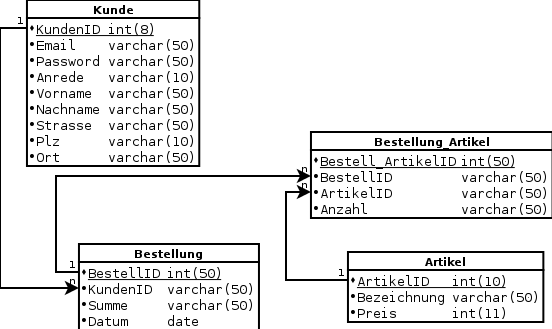 Kunde
KundenID int(8)
Email varchar(50)
Password varchar(50)
Anrede varchar(10)
Vorname varchar(50)
Nachname varchar(50)
Strasse varchar(50)
Plz varchar(10)
Ort varchar(50)
1
Bestellung_Artikel
Bestell_ArtikelID int(50)
BestellID varchar(50)
ArtikelID varchar(50)
Anzahl varchar(50)
n
n
Bestellung
BestellID int(50)
KundenID varchar(50)
Summe varchar(50)
Datum date
1
n
Artikel
ArtikelID int(10)
Bezeichnung varchar(50)
Preis int(11)
1